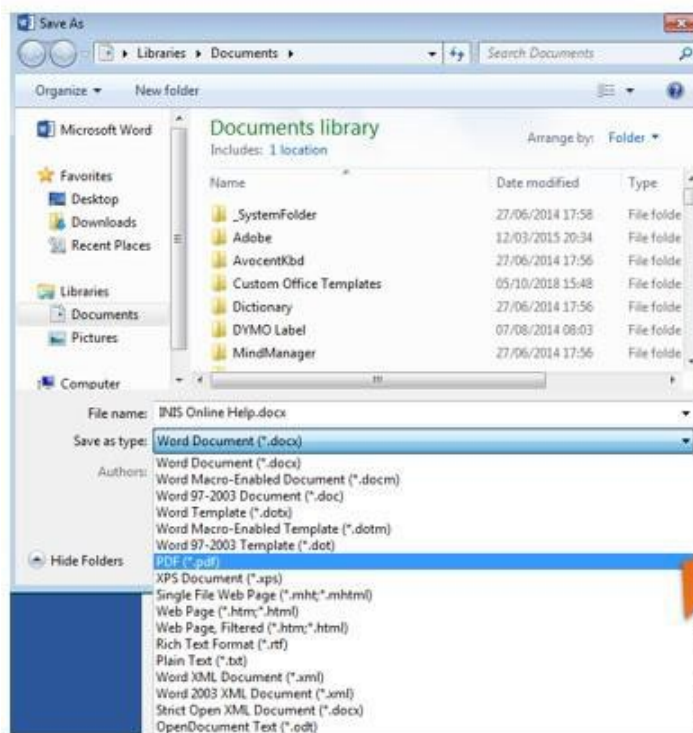 Save As
Libraries Documents Search Documents
Organize New folder
Microsoft Word
Favorites
Desktop
Downloads
Recent Places
Libraries
Documents
Pictures
Computer
Documents library
Includes: 1 location
Arrange by: Folder
Name Date modified Type
_SystemFolder 27/06/2014 17:58 File folde
Adobe 12/03/2015 20:34 File folde
AvocentKbd 27/06/2014 17:56 File folde
Custom Office Templates 05/10/2018 15:48 File folde
Dictionary 27/06/2014 17:56 File folde
DYMO Label 07/08/2014 08:03 File folde
MindManager 27/06/2014 17:56 File folde
File name: INIS Online Help.docx
Save as type: Word Document (*.docx)
Authors:
Word Document (*.docx)
Word Macro-Enabled Document (*.docm)
Word 97-2003 Document (*.doc)
Word Template (*.dotx)
Word Macro-Enabled Template (*.dotm)
Word 97-2003 Template (*.dot)
PDF (*.pdf)
XPS Document (*.xps)
Single File Web Page (*.mht;*.mhtml)
Web Page (*.htm;*.html)
Web Page, Filtered (*.htm;*.html)
Rich Text Format (*.rtf)
Plain Text (*.txt)
Word XML Document (*.xml)
Word 2003 XML Document (*.xml)
Strict Open XML Document (*.docx)
OpenDocument Text (*.odt)
Hide Folders